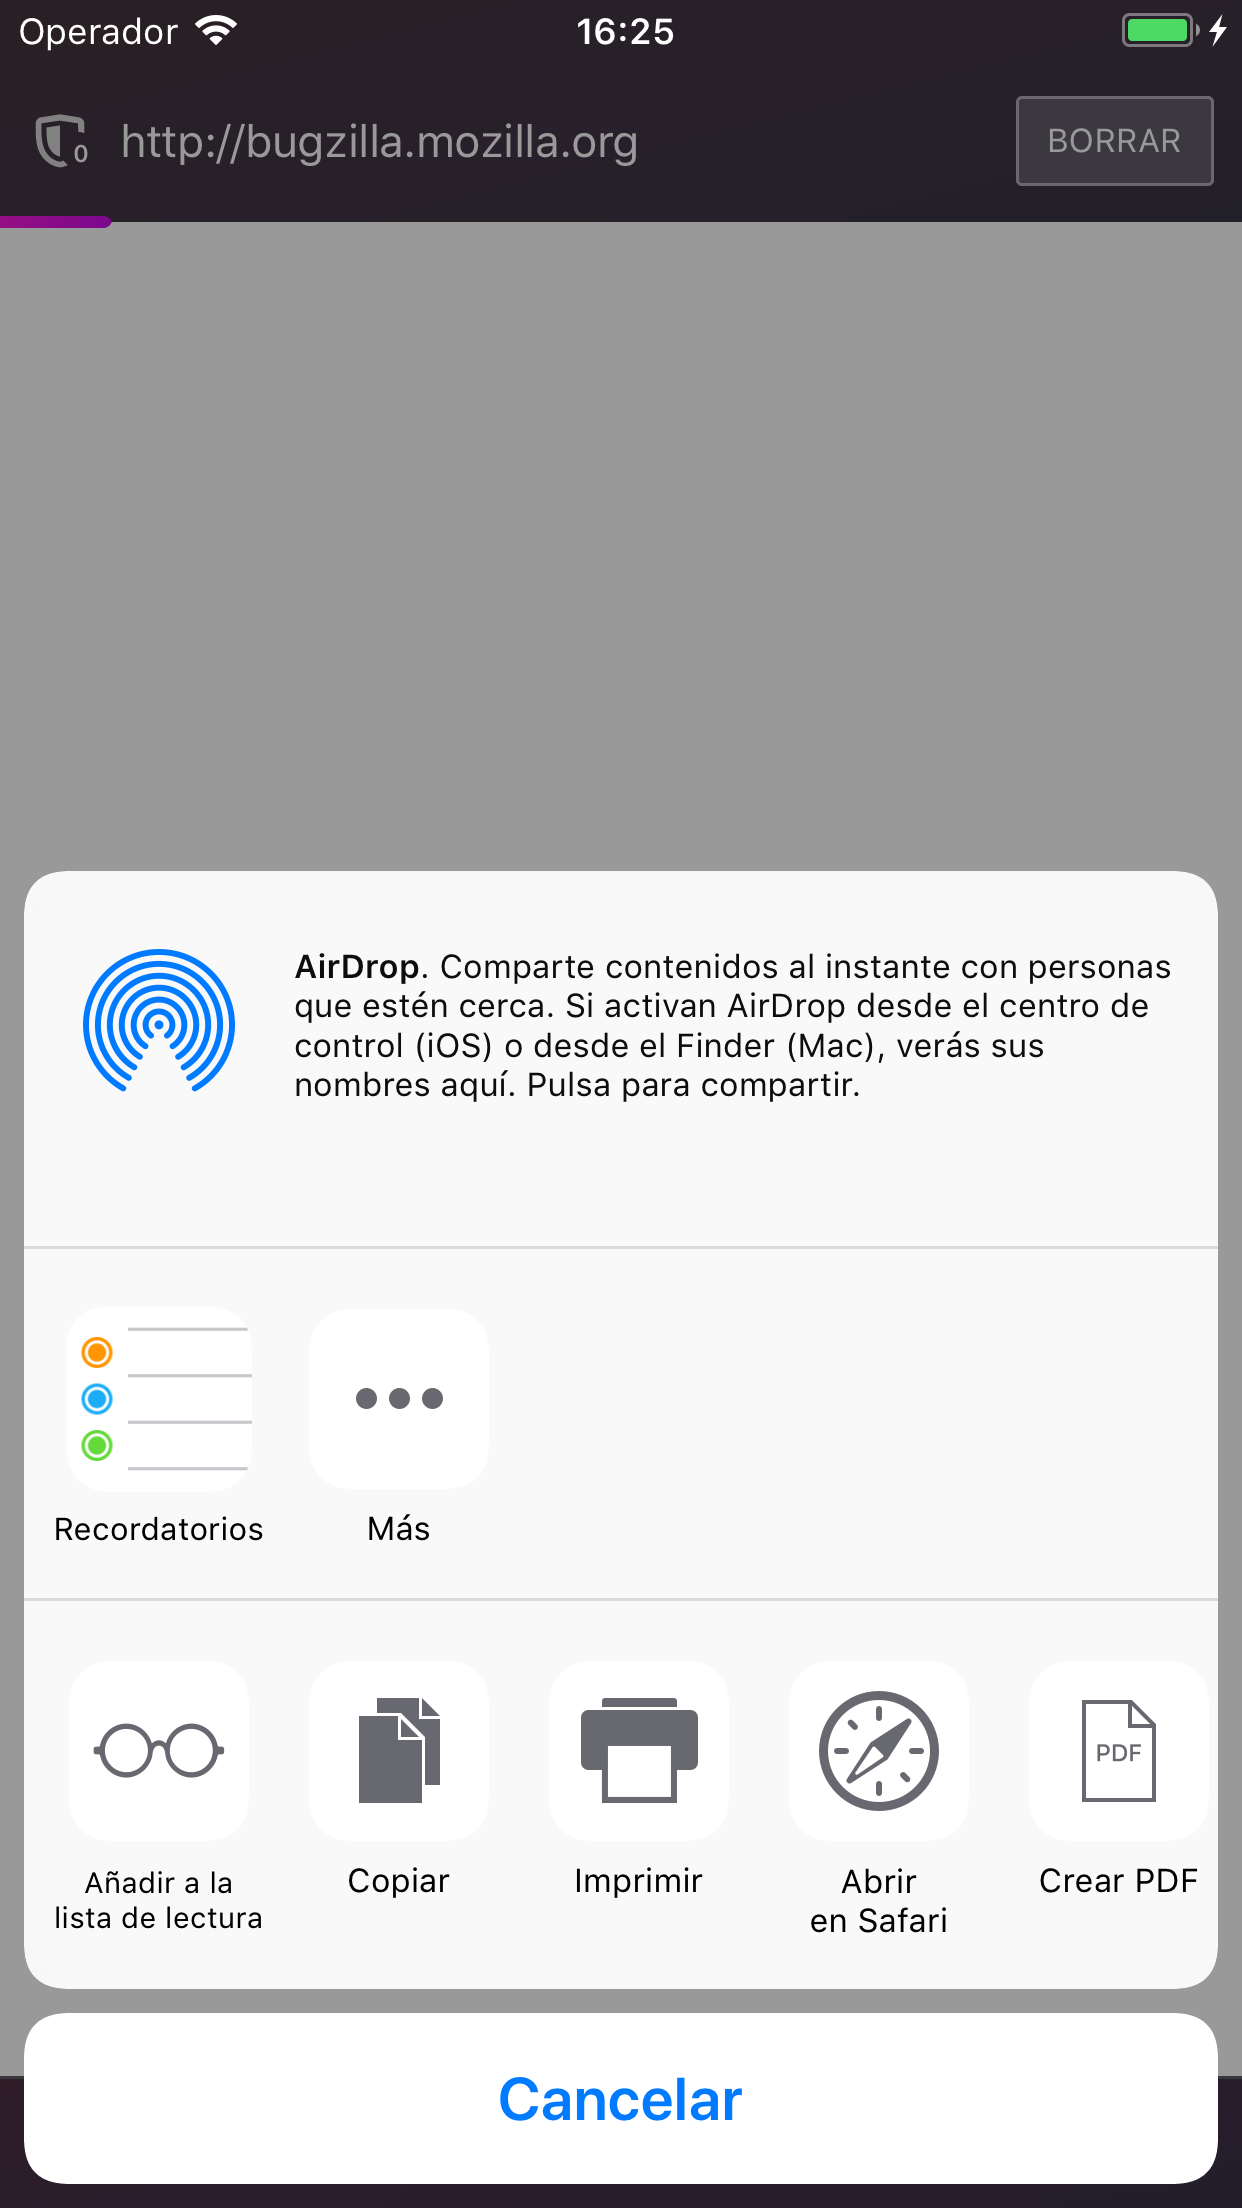 Operador 16:25
0 http://bugzilla.mozilla.org BORRAR
AirDrop. Comparte contenidos al instante con personas
que estén cerca. Si activan AirDrop desde el centro de
control (iOS) o desde el Finder (Mac), verás sus
nombres aquí. Pulsa para compartir.
Recordatorios Más
PDF
Añadir a la
lista de lectura
Copiar
Imprimir
Abrir
en Safari
Crear PDF
Cancelar